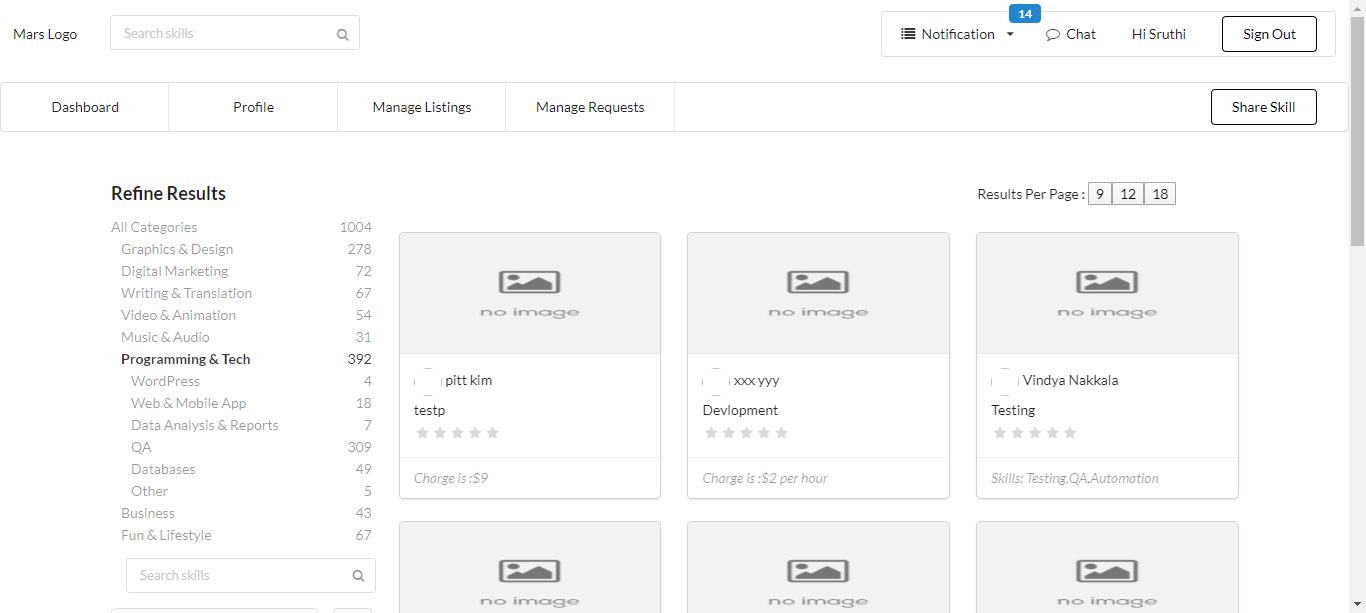 14
Mars Logo Search skills Notification Chat Hi Sruthi Sign Out
Dashboard Profile Manage Listings Manage Requests Share Skill
Refine Results
Results Per Page : 9 12 18
All Categories 1004
Graphics & Design 278
Digital Marketing 72
Writing & Translation 67
Video & Animation 54
Music & Audio 31
Programming & Tech 392
WordPress 4
Web & Mobile App 18
Data Analysis & Reports 7
QA 309
Databases 49
Other 5
Business 43
Fun & Lifestyle 67
Search skills
no image
pitt kim
testp
Charge is :$9
no image
xxx yyy
Devlopment
Charge is :$2 per hour
no image
Vindya Nakkala
Testing
Skills: Testing,QA,Automation
no image
no image
no image